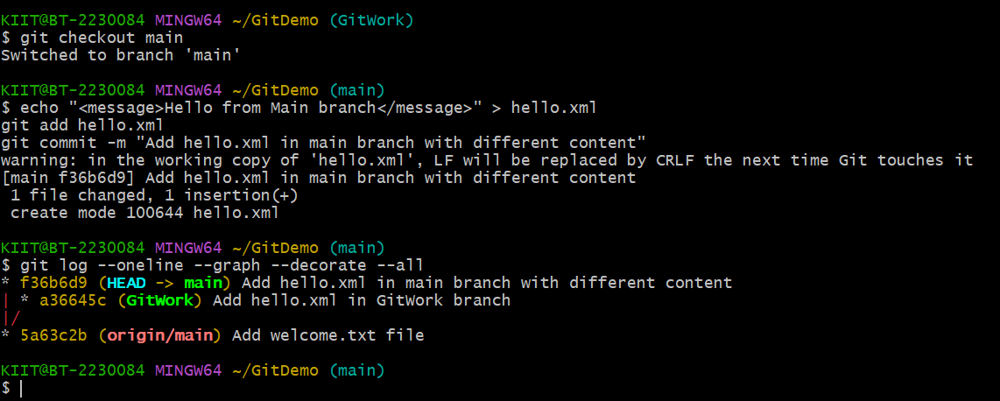 KIIT@BT-2230084 MINGW64 ~/GitDemo (GitWork)
$ git checkout main
Switched to branch 'main'
KIIT@BT-2230084 MINGW64 ~/GitDemo (main)
$ echo "<message>Hello from Main branch</message>" > hello.xml
git add hello.xml
git commit -m "Add hello.xml in main branch with different content"
warning: in the working copy of 'hello.xml', LF will be replaced by CRLF the next time Git touches it
[main f36b6d9] Add hello.xml in main branch with different content
 1 file changed, 1 insertion(+)
 create mode 100644 hello.xml
KIIT@BT-2230084 MINGW64 ~/GitDemo (main)
$ git log --oneline --graph --decorate --all
* f36b6d9 (HEAD -> main) Add hello.xml in main branch with different content
| * a36645c (GitWork) Add hello.xml in GitWork branch
|/
* 5a63c2b (origin/main) Add welcome.txt file
KIIT@BT-2230084 MINGW64 ~/GitDemo (main)
$